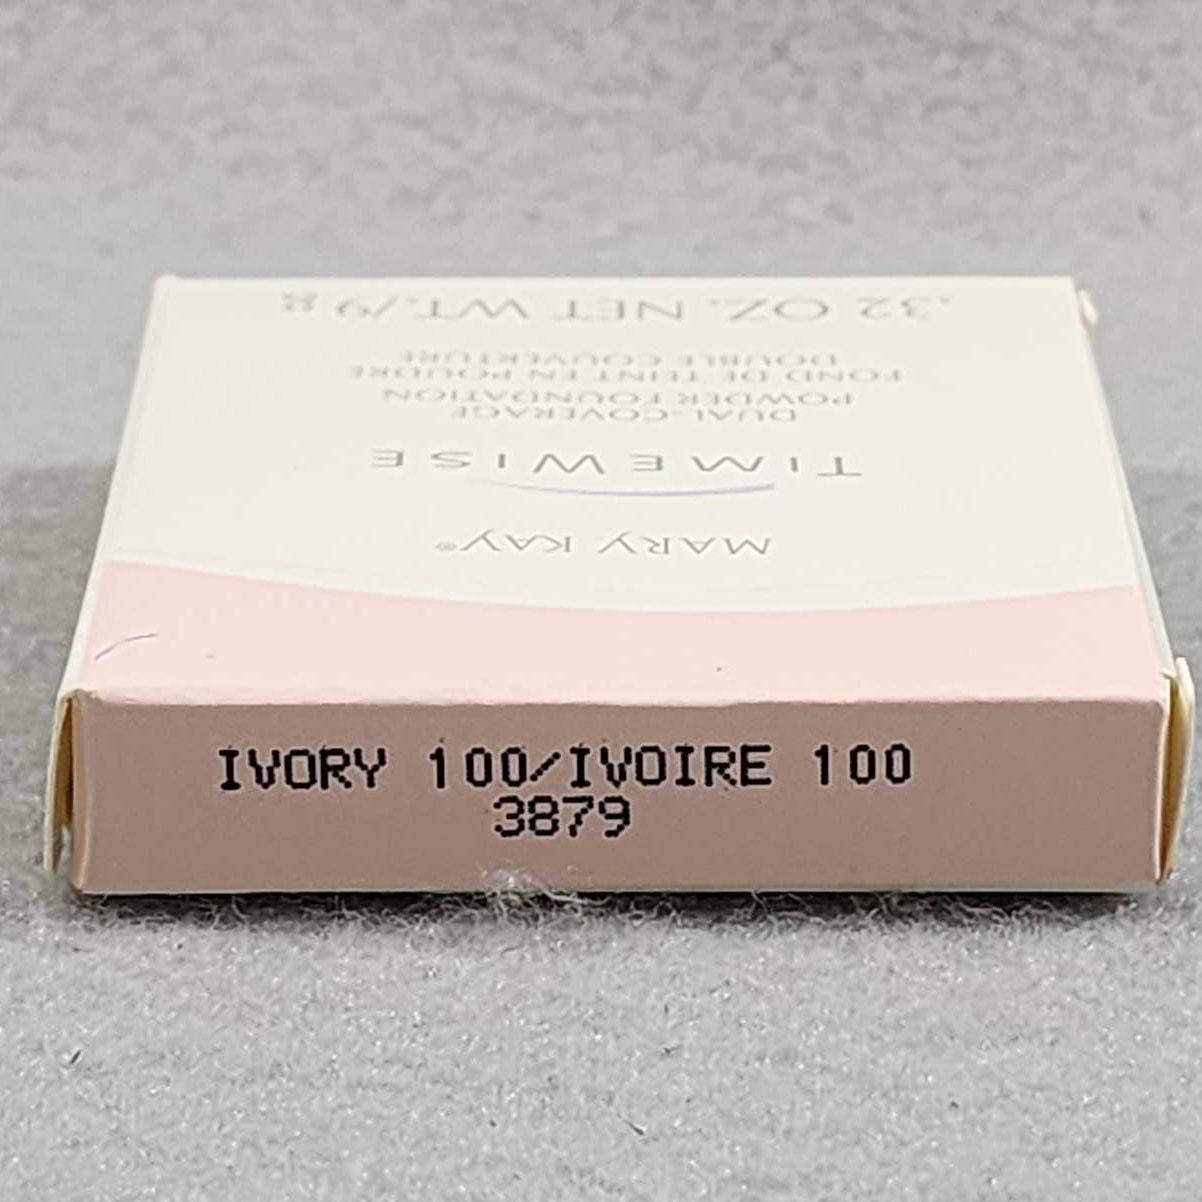 MARY KAY®
TIMEWISE
DUAL-COVERAGE
POWDER FOUNDATION
FOND DE TEINT EN POUDRE
DOUBLE COUVERTURE
.32 OZ. NET WT./9 g
IVORY 100/IVOIRE 100
3879